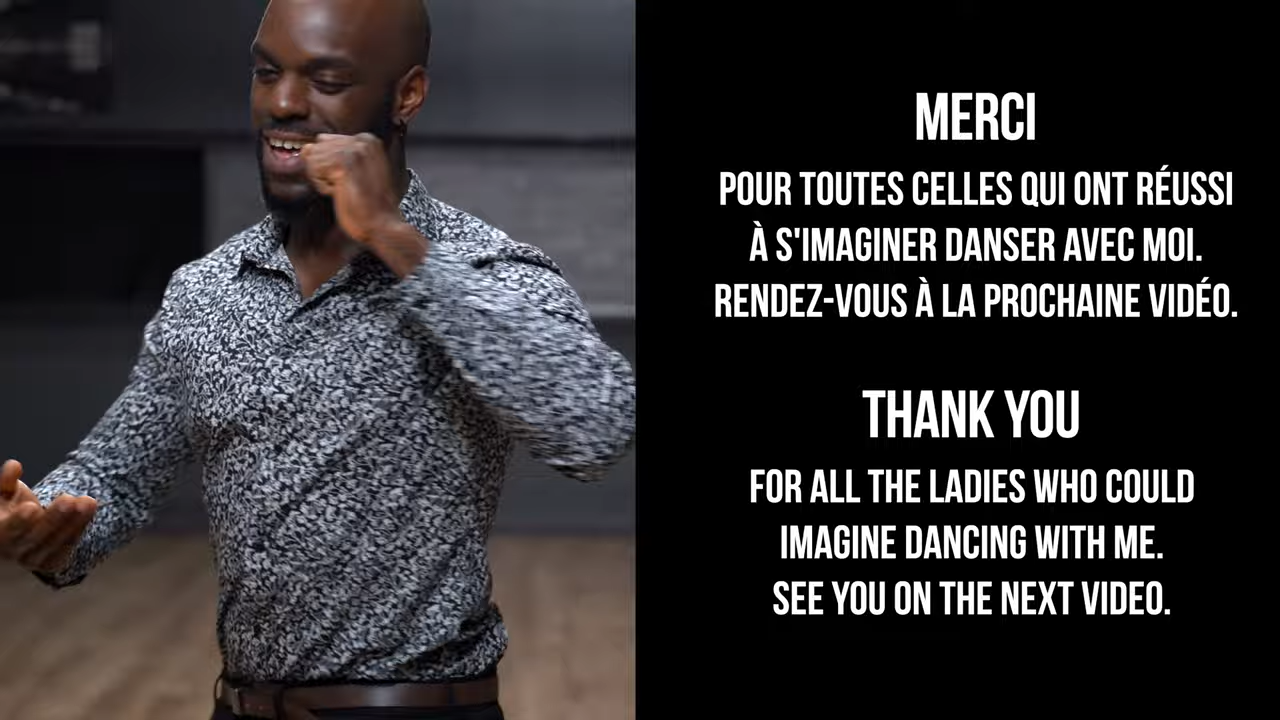 MERCI
POUR TOUTES CELLES QUI ONT RÉUSSI
À S'IMAGINER DANSER AVEC MOI.
RENDEZ-VOUS À LA PROCHAINE VIDÉO.
THANK YOU
FOR ALL THE LADIES WHO COULD
IMAGINE DANCING WITH ME.
SEE YOU ON THE NEXT VIDEO.